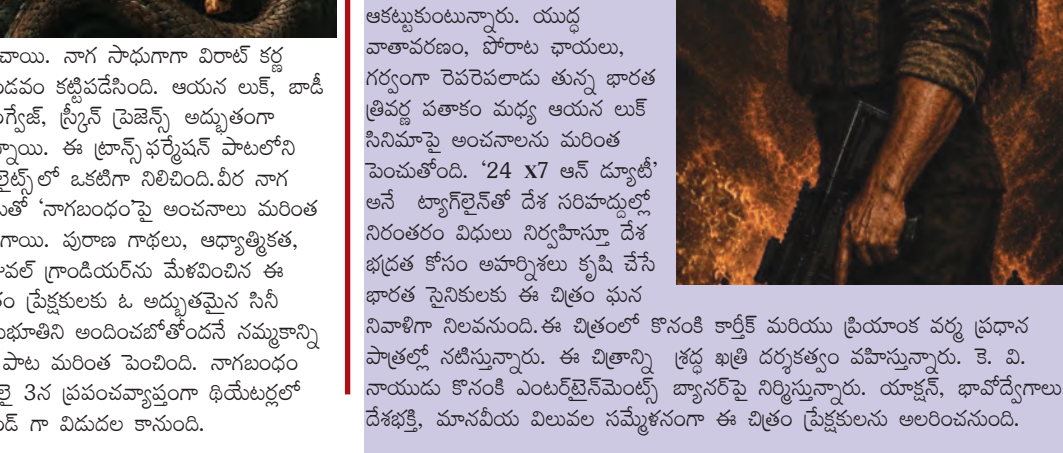 చాయి. నాగ సాధుగాగా విరాట్ కర్ణ
డవం కట్టిపడేసింది. ఆయన లుక్, బాడీ
గ్వేజ్, స్క్రీన్ ప్రెజెన్స్ అద్భుతంగా
్నాయి. ఈ ట్రాన్స్‌ఫర్మేషన్ పాటలోని
లైట్స్‌లో ఒకటిగా నిలిచింది.వీర నాగ
తో ‘నాగబంధం’పై అంచనాలు మరింత
గాయి. పురాణ గాథలు, ఆధ్యాత్మికత,
వల్ గ్రాండియర్‌ను మేళవించిన ఈ
ం ప్రేక్షకులకు ఓ అద్భుతమైన సినీ
భూతిని అందించబోతోందనే నమ్మకాన్ని
పాట మరింత పెంచింది. నాగబంధం
లై 3న ప్రపంచవ్యాప్తంగా థియేటర్లలో
డ్ గా విడుదల కానుంది.
ఆకట్టుకుంటున్నారు. యుద్ధ
వాతావరణం, పోరాట ఛాయలు,
గర్వంగా రెపరెపలాడు తున్న భారత
త్రివర్ణ పతాకం మధ్య ఆయన లుక్
సినిమాపై అంచనాలను మరింత
పెంచుతోంది. ‘24 x7 ఆన్ డ్యూటీ’
అనే ట్యాగ్‌లైన్‌తో దేశ సరిహద్దుల్లో
నిరంతరం విధులు నిర్వహిస్తూ దేశ
భద్రత కోసం అహర్నిశలు కృషి చేసే
భారత సైనికులకు ఈ చిత్రం ఘన
నివాళిగా నిలవనుంది.ఈ చిత్రంలో కొనంకి కార్తీక్ మరియు ప్రియాంక వర్మ ప్రధాన
పాత్రల్లో నటిస్తున్నారు. ఈ చిత్రాన్ని శ్రద్ధ ఖత్రి దర్శకత్వం వహిస్తున్నారు. కె. వి.
నాయుడు కొనంకి ఎంటర్‌టైన్‌మెంట్స్ బ్యానర్‌పై నిర్మిస్తున్నారు. యాక్షన్, భావోద్వేగాలు
దేశభక్తి, మానవీయ విలువల సమ్మేళనంగా ఈ చిత్రం ప్రేక్షకులను అలరించనుంది.